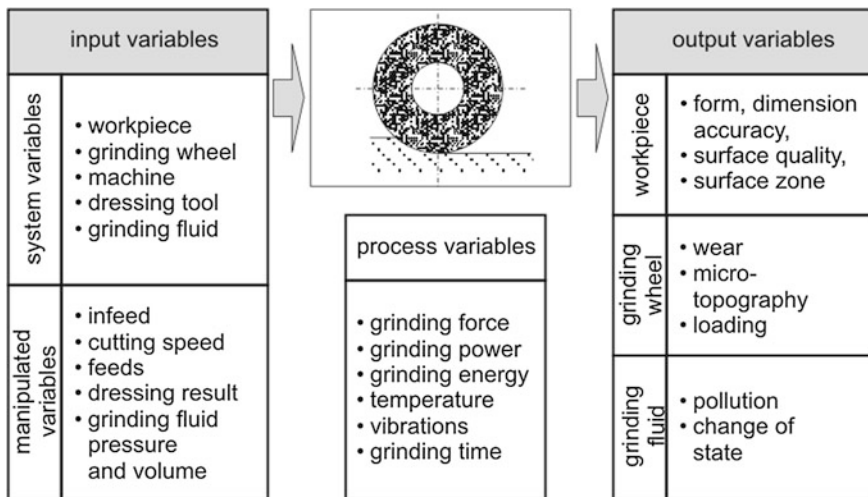 input variables
system variables
• workpiece
• grinding wheel
• machine
• dressing tool
• grinding fluid
manipulated
variables
• infeed
• cutting speed
• feeds
• dressing result
• grinding fluid
pressure
and volume
process variables
• grinding force
• grinding power
• grinding energy
• temperature
• vibrations
• grinding time
output variables
workpiece
• form, dimension
accuracy,
• surface quality,
• surface zone
grinding
wheel
• wear
• micro-
topography
• loading
grinding
fluid
• pollution
• change of
state